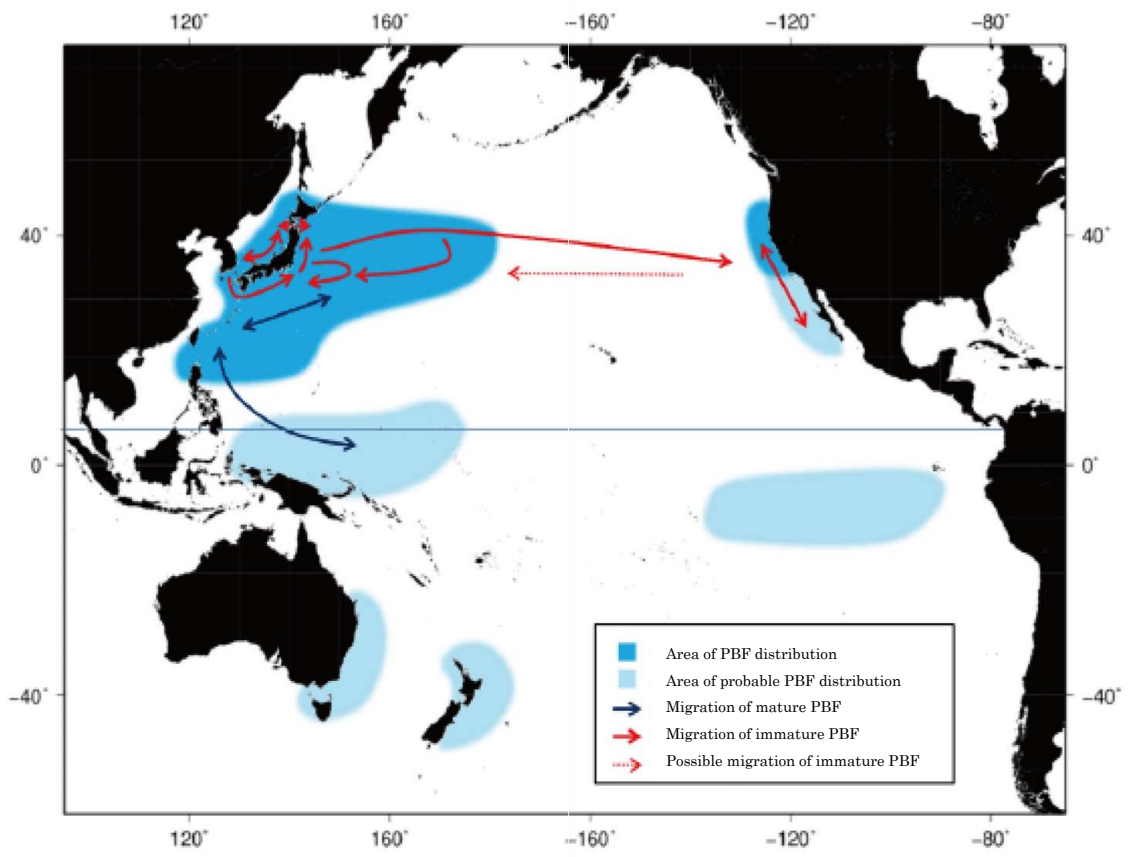 120° 160° -160° -120° -80°
40° 40°
0° 0°
-40° -40°
Area of PBF distribution
Area of probable PBF distribution
Migration of mature PBF
Migration of immature PBF
Possible migration of immature PBF
120° 160° -160° -120° -80°